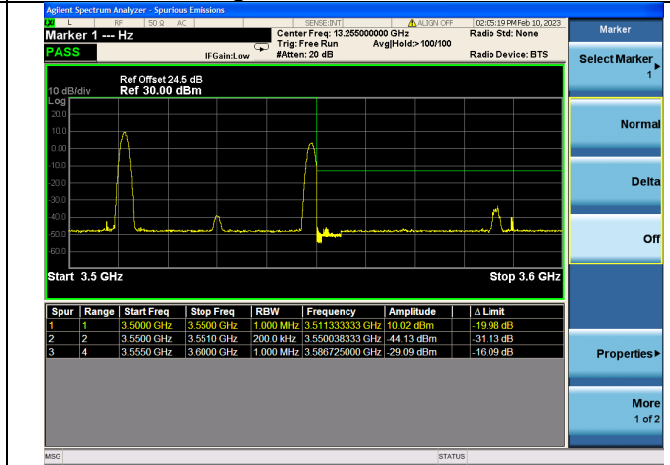 Agilent Spectrum Analyzer - Spurious Emissions
LXI L RF 50 Ω AC SENSE:INT ALIGN OFF 02:05:19 PM Feb 10, 2023
Marker 1 --- Hz
Center Freq: 13.255000000 GHz
Radio Std: None
Trig: Free Run Avg|Hold:> 100/100
PASS
IFGain:Low
#Atten: 20 dB
Radio Device: BTS
Ref Offset 24.5 dB
10 dB/div Ref 30.00 dBm
Log
20.0
10.0
0.00
-10.0
-20.0
-30.0
-40.0
-50.0
-60.0
Start 3.5 GHz Stop 3.6 GHz
Spur Range Start Freq Stop Freq RBW Frequency Amplitude Δ Limit
1 1 3.5000 GHz 3.5500 GHz 1.000 MHz 3.511333333 GHz 10.02 dBm -19.98 dB
2 2 3.5500 GHz 3.5510 GHz 200.0 kHz 3.550038333 GHz -44.13 dBm -31.13 dB
3 4 3.5550 GHz 3.6000 GHz 1.000 MHz 3.586725000 GHz -29.09 dBm -16.09 dB
MSC STATUS
Marker
Select Marker
1
Normal
Delta
Off
Properties
More
1 of 2